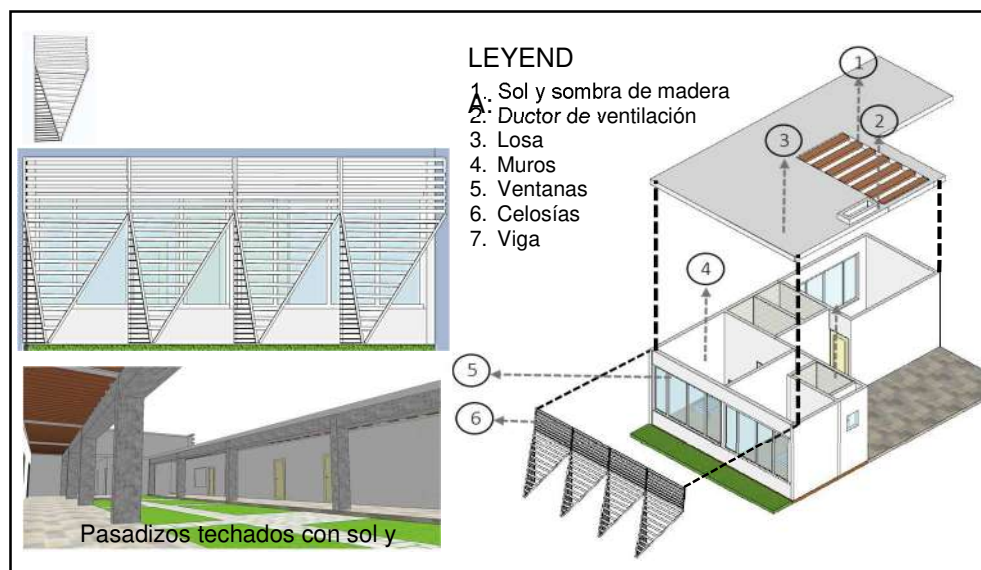 LEYEND
A:
1. Sol y sombra de madera
2. Ductor de ventilación
3. Losa
4. Muros
5. Ventanas
6. Celosías
7. Viga
1
2
3
4
5
6
Pasadizos techados con sol y